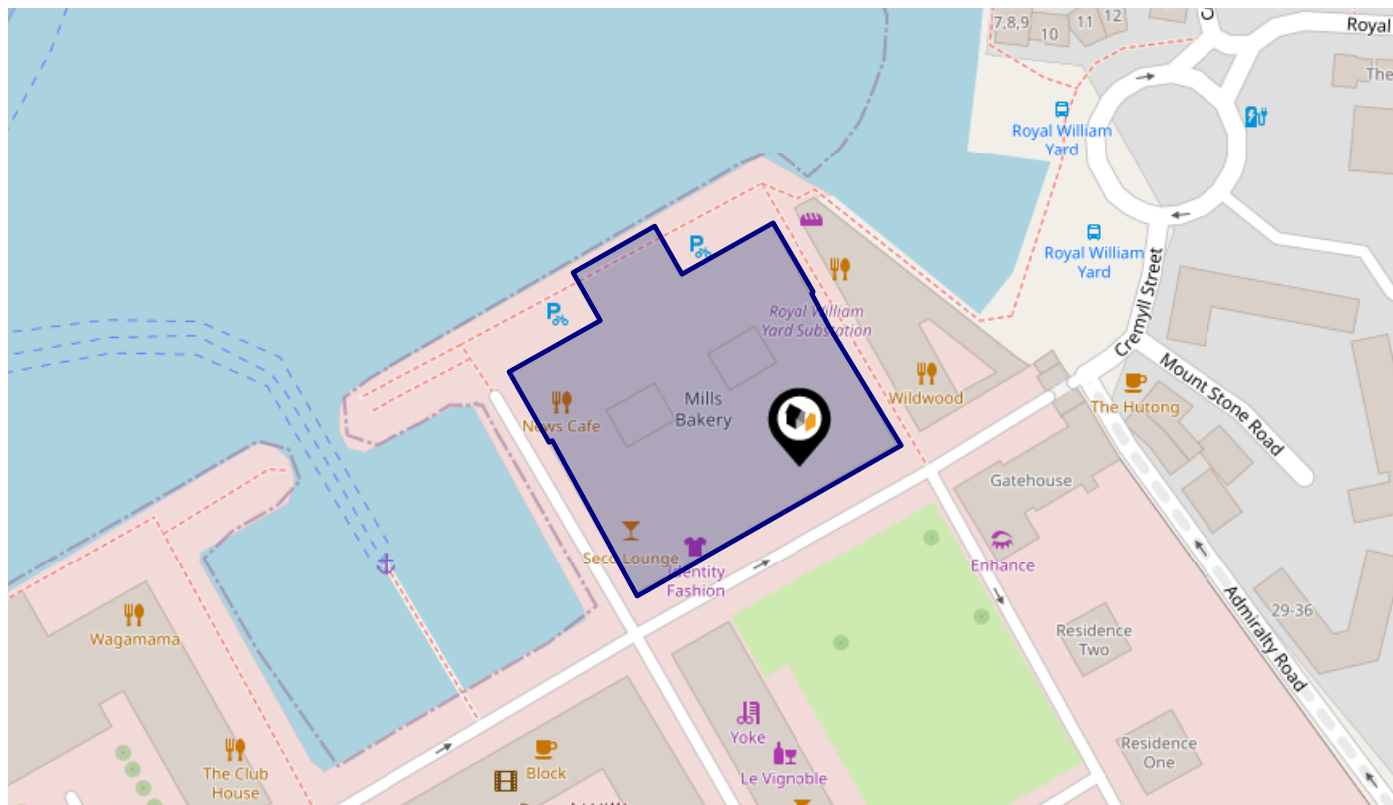 7,8,9
10
11
12
Royal
The
Royal William
Yard
Royal William
Yard
Cremyll Street
Mount Stone Road
The Hutong
Royal William
Yard Substation
Wildwood
Mills
Bakery
News Cafe
Seco Lounge
Identity
Fashion
Gatehouse
Enhance
Admiralty Road
29-36
Residence
Two
Residence
One
Wagamama
The Club
House
Block
Yoke
Le Vignoble